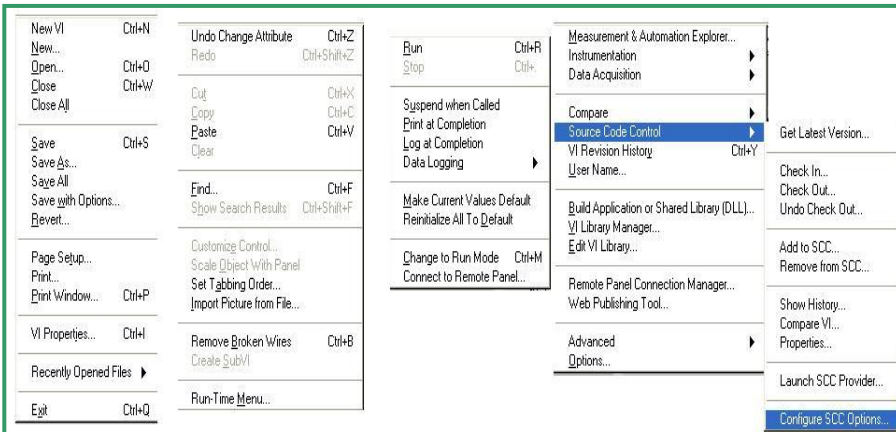 New VI Ctrl+N
New...
Open... Ctrl+O
Close Ctrl+W
Close All
Save Ctrl+S
Save As...
Save All
Save with Options...
Revert...
Page Setup...
Print...
Print Window... Ctrl+P
VI Properties... Ctrl+I
Recently Opened Files
Exit Ctrl+Q
Undo Change Attribute Ctrl+Z
Redo Ctrl+Shift+Z
Cut Ctrl+X
Copy Ctrl+C
Paste Ctrl+V
Clear
Find... Ctrl+F
Show Search Results Ctrl+Shift+F
Customize Control...
Scale Object With Panel
Set Tabbing Order...
Import Picture from File...
Remove Broken Wires Ctrl+B
Create SubVI
Run-Time Menu...
Run Ctrl+R
Stop Ctrl+.
Suspend when Called
Print at Completion
Log at Completion
Data Logging
Make Current Values Default
Reinitialize All To Default
Change to Run Mode Ctrl+M
Connect to Remote Panel...
Measurement & Automation Explorer...
Instrumentation
Data Acquisition
Compare
Source Code Control
VI Revision History Ctrl+Y
User Name...
Build Application or Shared Library (DLL)...
VI Library Manager...
Edit VI Library...
Remote Panel Connection Manager...
Web Publishing Tool...
Advanced
Options...
Get Latest Version...
Check In...
Check Out...
Undo Check Out...
Add to SCC...
Remove from SCC...
Show History...
Compare VI...
Properties...
Launch SCC Provider...
Configure SCC Options...